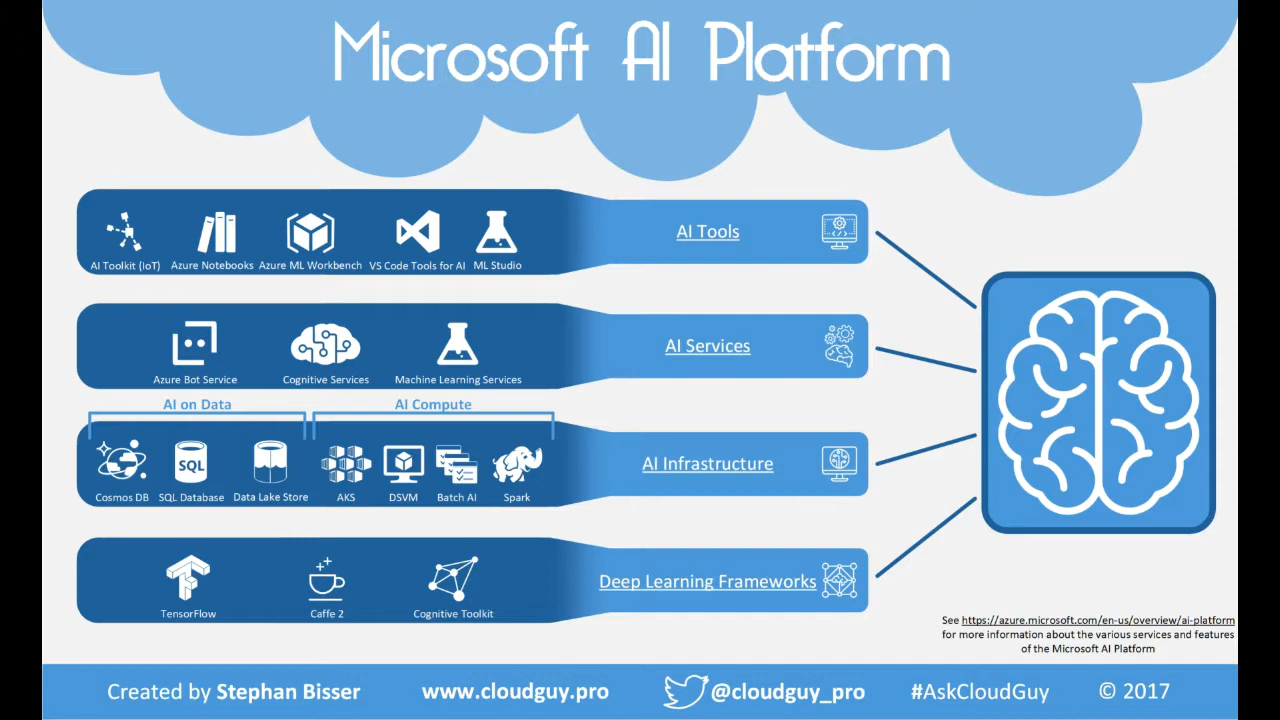 Microsoft AI Platform
AI Toolkit (IoT) Azure Notebooks Azure ML Workbench VS Code Tools for AI ML Studio
AI Tools
Azure Bot Service Cognitive Services Machine Learning Services
AI Services
AI on Data AI Compute
SQL
Cosmos DB SQL Database Data Lake Store AKS DSVM Batch AI Spark
AI Infrastructure
TensorFlow Caffe 2 Cognitive Toolkit
Deep Learning Frameworks
See https://azure.microsoft.com/en-us/overview/ai-platform
for more information about the various services and features
of the Microsoft AI Platform
Created by Stephan Bisser www.cloudguy.pro @cloudguy_pro #AskCloudGuy © 2017